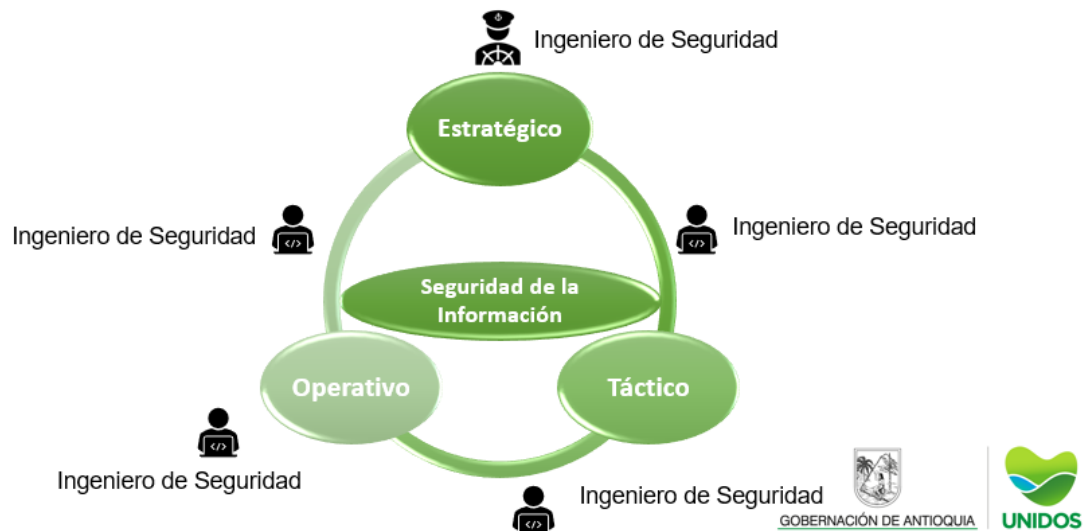 Ingeniero de Seguridad
Estratégico
Ingeniero de Seguridad
Ingeniero de Seguridad
Seguridad de la
Información
Operativo
Táctico
Ingeniero de Seguridad
Ingeniero de Seguridad
GOBERNACIÓN DE ANTIOQUIA
UNIDOS